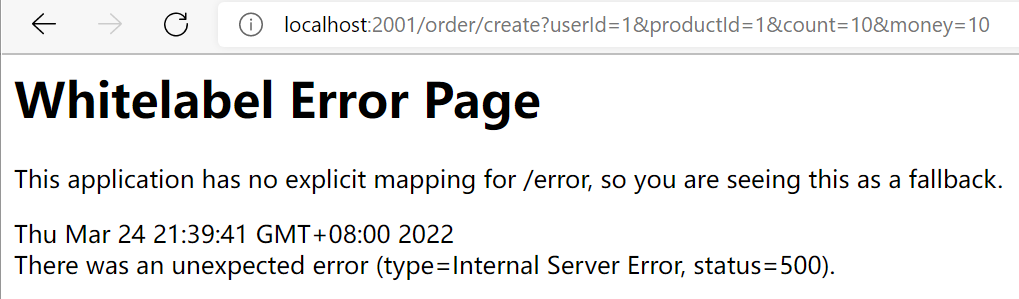 localhost:2001/order/create?userId=1&productId=1&count=10&money=10
Whitelabel Error Page
This application has no explicit mapping for /error, so you are seeing this as a fallback.
Thu Mar 24 21:39:41 GMT+08:00 2022
There was an unexpected error (type=Internal Server Error, status=500).